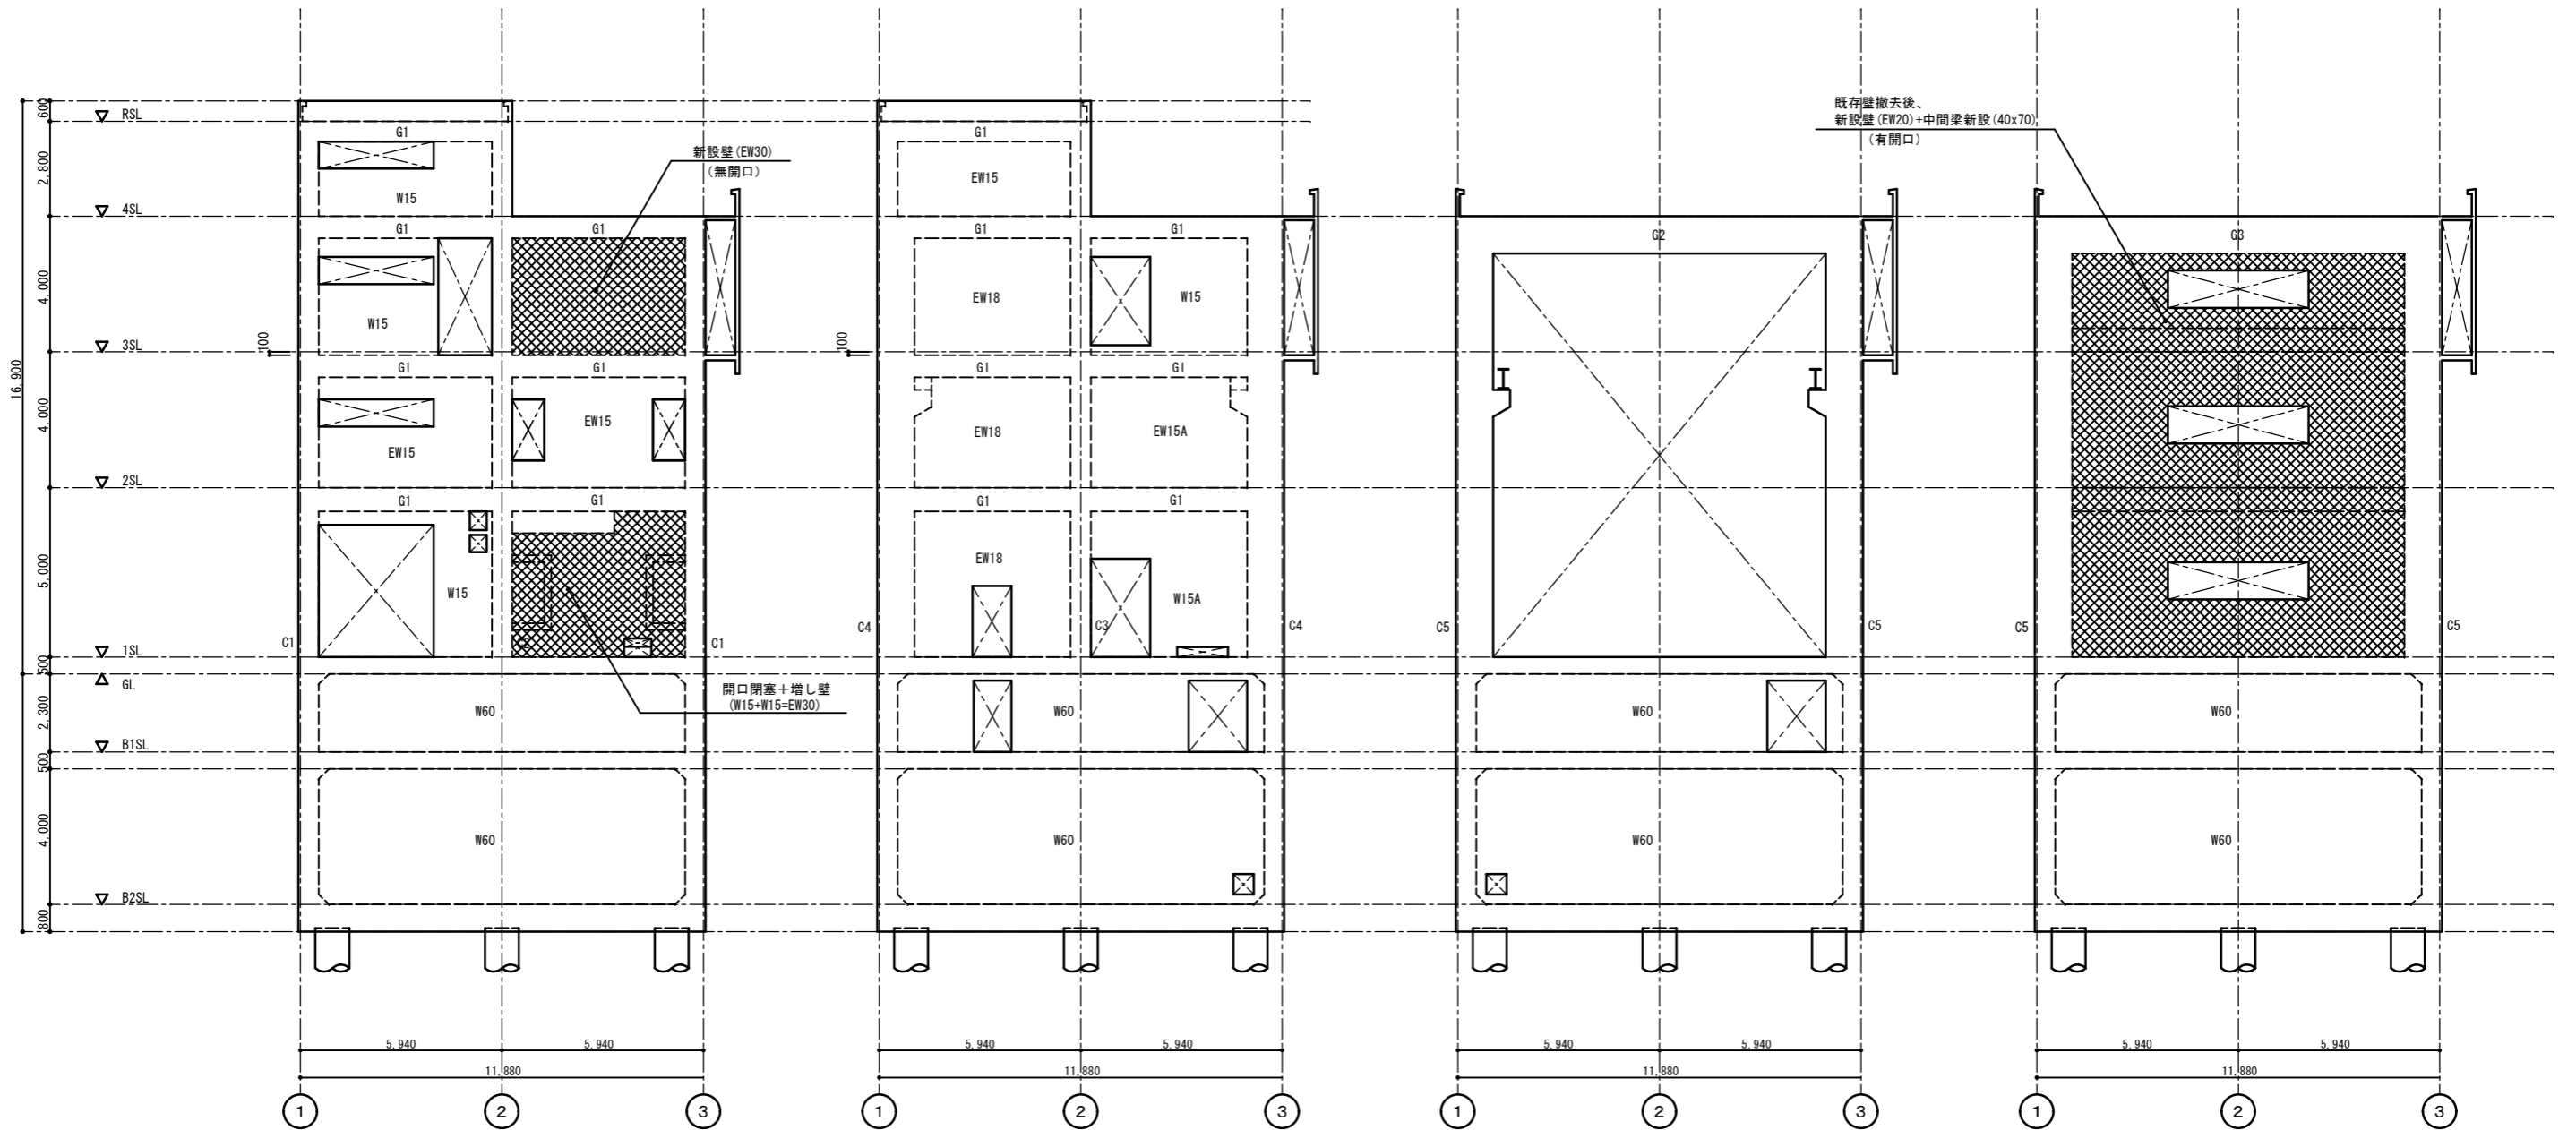 600
RSL
2,800
4SL
4,000
3SL
16,900
4,000
2SL
5,000
1SL
500
GL
2,300
B1SL
500
4,000
B2SL
800
G1
W15
G1
G1
W15
新設壁(EW30)
(無開口)
100
G1
G1
EW15
EW15
G1
G1
W15
C1
C2
C1
開口閉塞＋増し壁
(W15+W15=EW30)
W60
W60
5,940
5,940
11,880
1
2
3
G1
EW15
G1
G1
EW18
W15
100
G1
G1
EW18
EW15A
G1
G1
EW18
W15A
C4
C3
C4
W60
W60
5,940
5,940
11,880
1
2
3
G2
C5
C5
W60
W60
5,940
5,940
11,880
1
2
3
既存壁撤去後、
新設壁(EW20)+中間梁新設(40x70)
(有開口)
G3
C5
C5
W60
W60
5,940
5,940
11,880
1
2
3